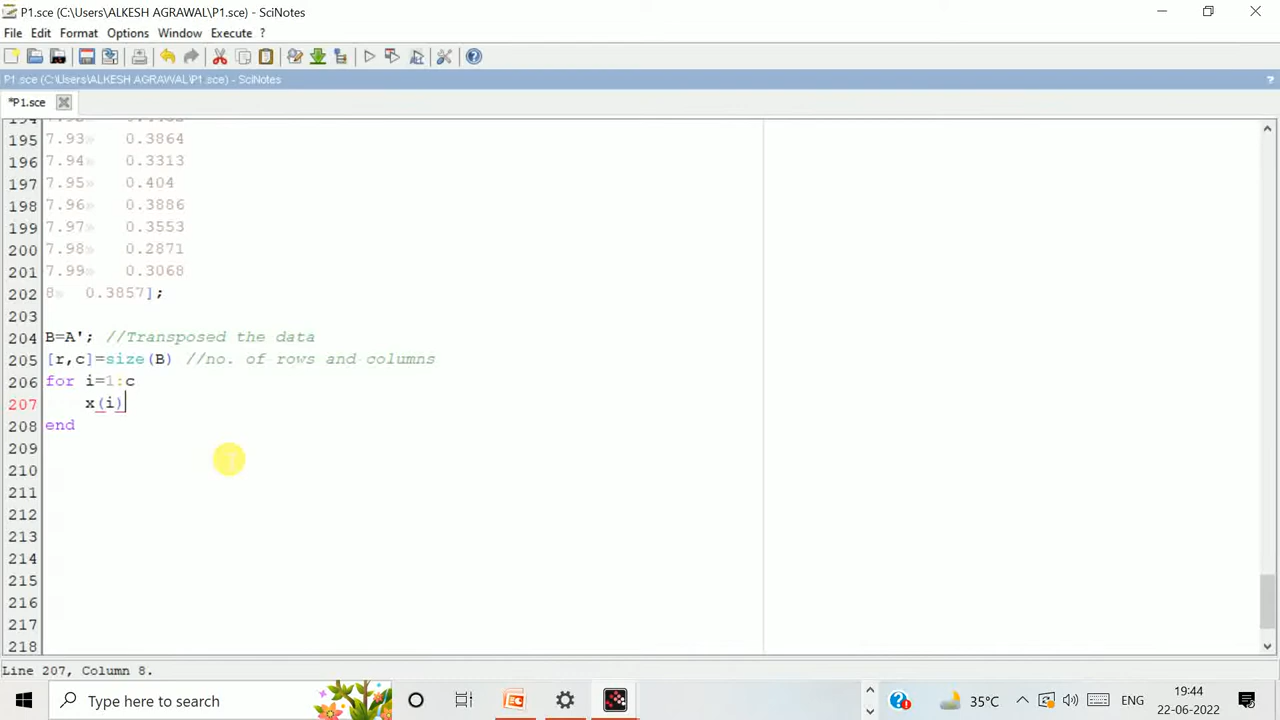 P1.sce (C:\Users\ALKESH AGRAWAL\P1.sce) - SciNotes
File Edit Format Options Window Execute ?
P1.sce (C:\Users\ALKESH AGRAWAL\P1.sce) - SciNotes ?
*P1.sce
195 7.93» 0.3864
196 7.94» 0.3313
197 7.95» 0.404
198 7.96» 0.3886
199 7.97» 0.3553
200 7.98» 0.2871
201 7.99» 0.3068
202 8» 0.3857];
203
204 B=A'; //Transposed the data
205 [r,c]=size(B) //no. of rows and columns
206 for i=1:c
207 x(i)
208 end
209
210
211
212
213
214
215
216
217
218
Line 207, Column 8.
Type here to search 35°C ENG 19:44
22-06-2022